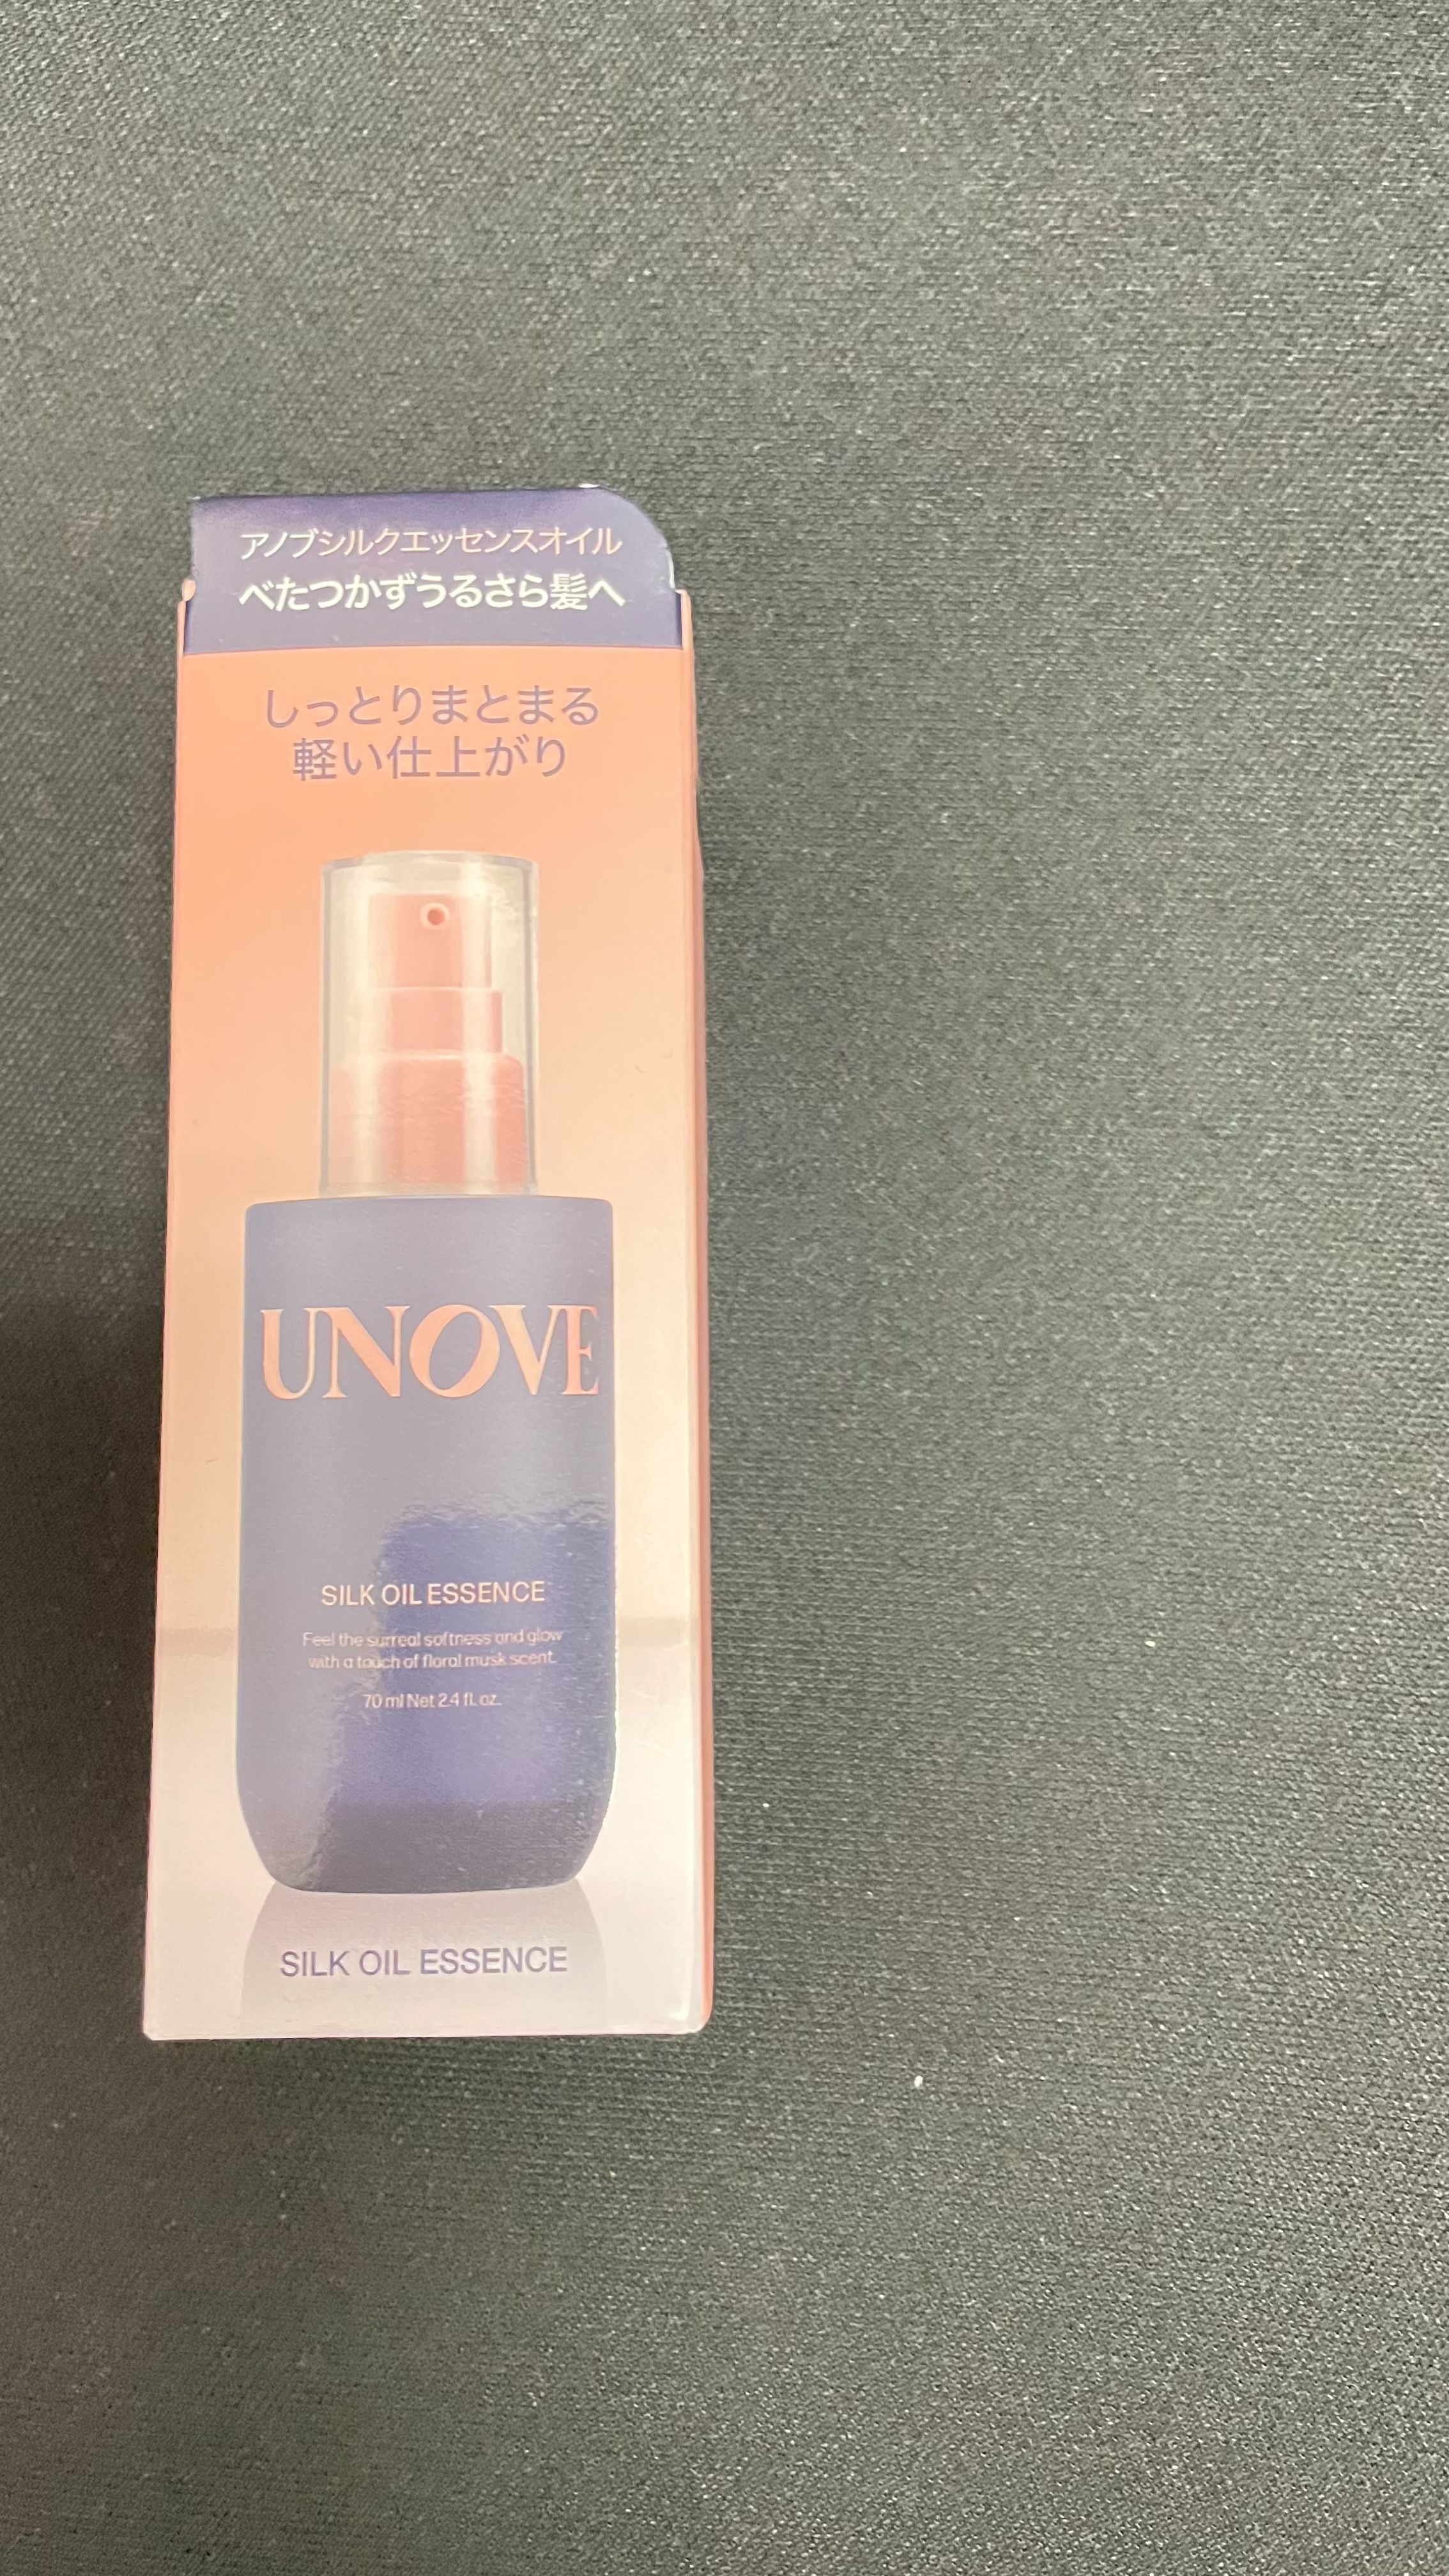 アノブシルクエッセンスオイル
べたつかずうるさら髪へ
しっとりまとまる
軽い仕上がり
UNOVE
SILK OIL ESSENCE
Feel the surreal softness and glow
with a touch of floral musk scent.
70 ml Net 2.4 fl. oz.
SILK OIL ESSENCE